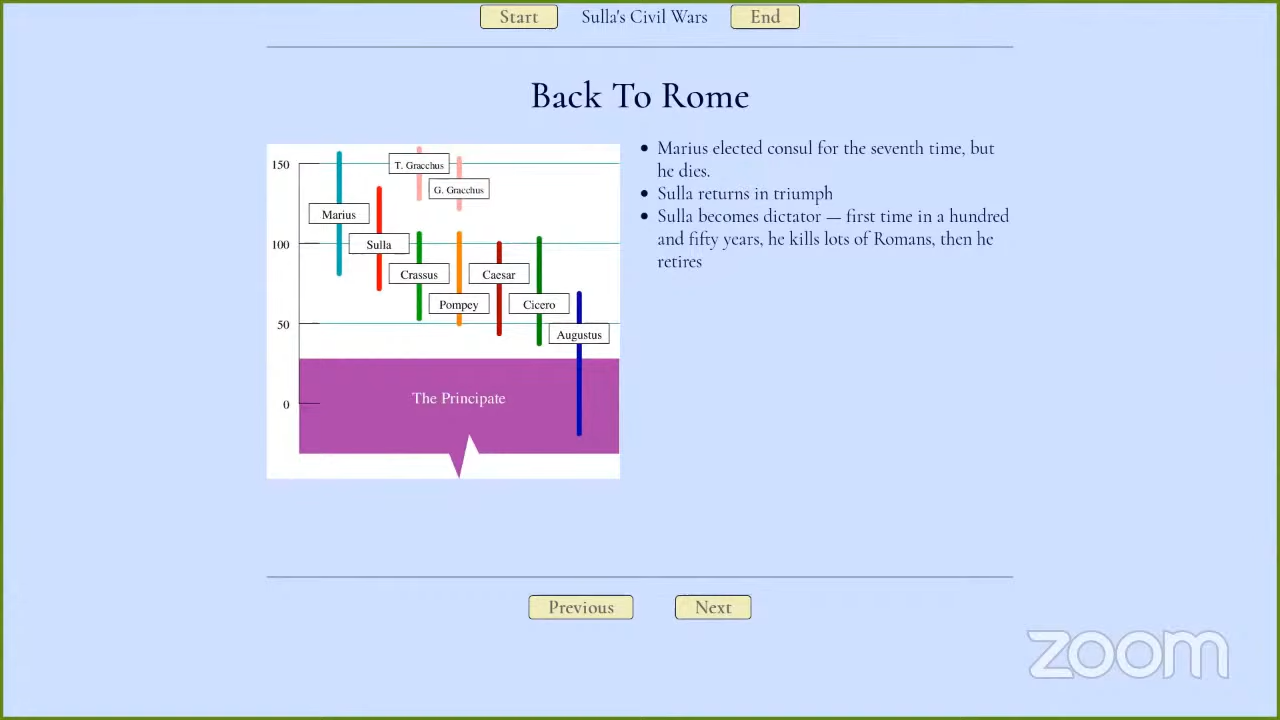 Start Sulla's Civil Wars End
Back To Rome
150
100
50
0
T. Gracchus
G. Gracchus
Marius
Sulla
Crassus
Caesar
Pompey
Cicero
Augustus
The Principate
Marius elected consul for the seventh time, but
he dies.
Sulla returns in triumph
Sulla becomes dictator — first time in a hundred
and fifty years, he kills lots of Romans, then he
retires
Previous Next
zoom